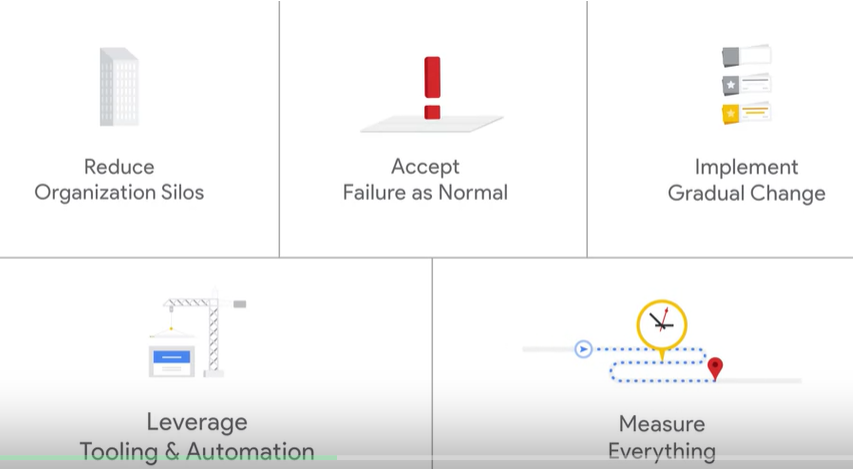 Reduce
Organization Silos
Accept
Failure as Normal
Implement
Gradual Change
Leverage
Tooling & Automation
Measure
Everything